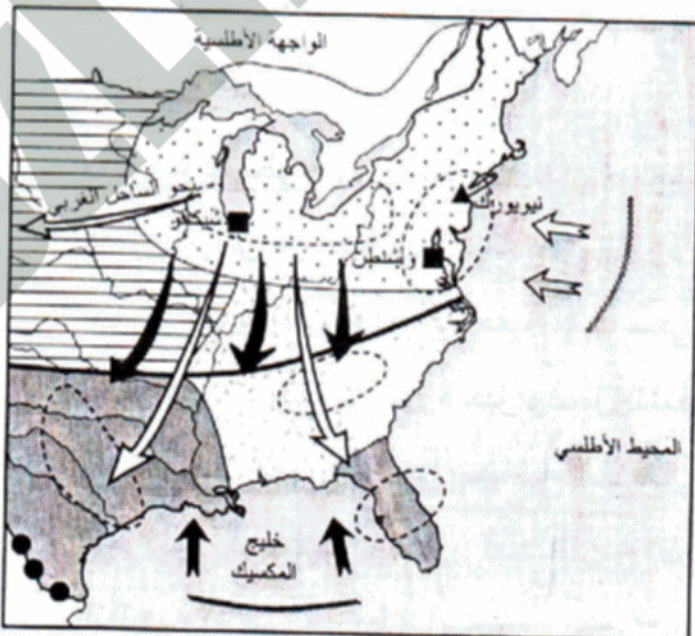 الواجهة الأطلسية
نحو الساحل الغربي
شيكاغو
نيويورك
واشنطن
المحيط الأطلسي
خليج
المكسيك